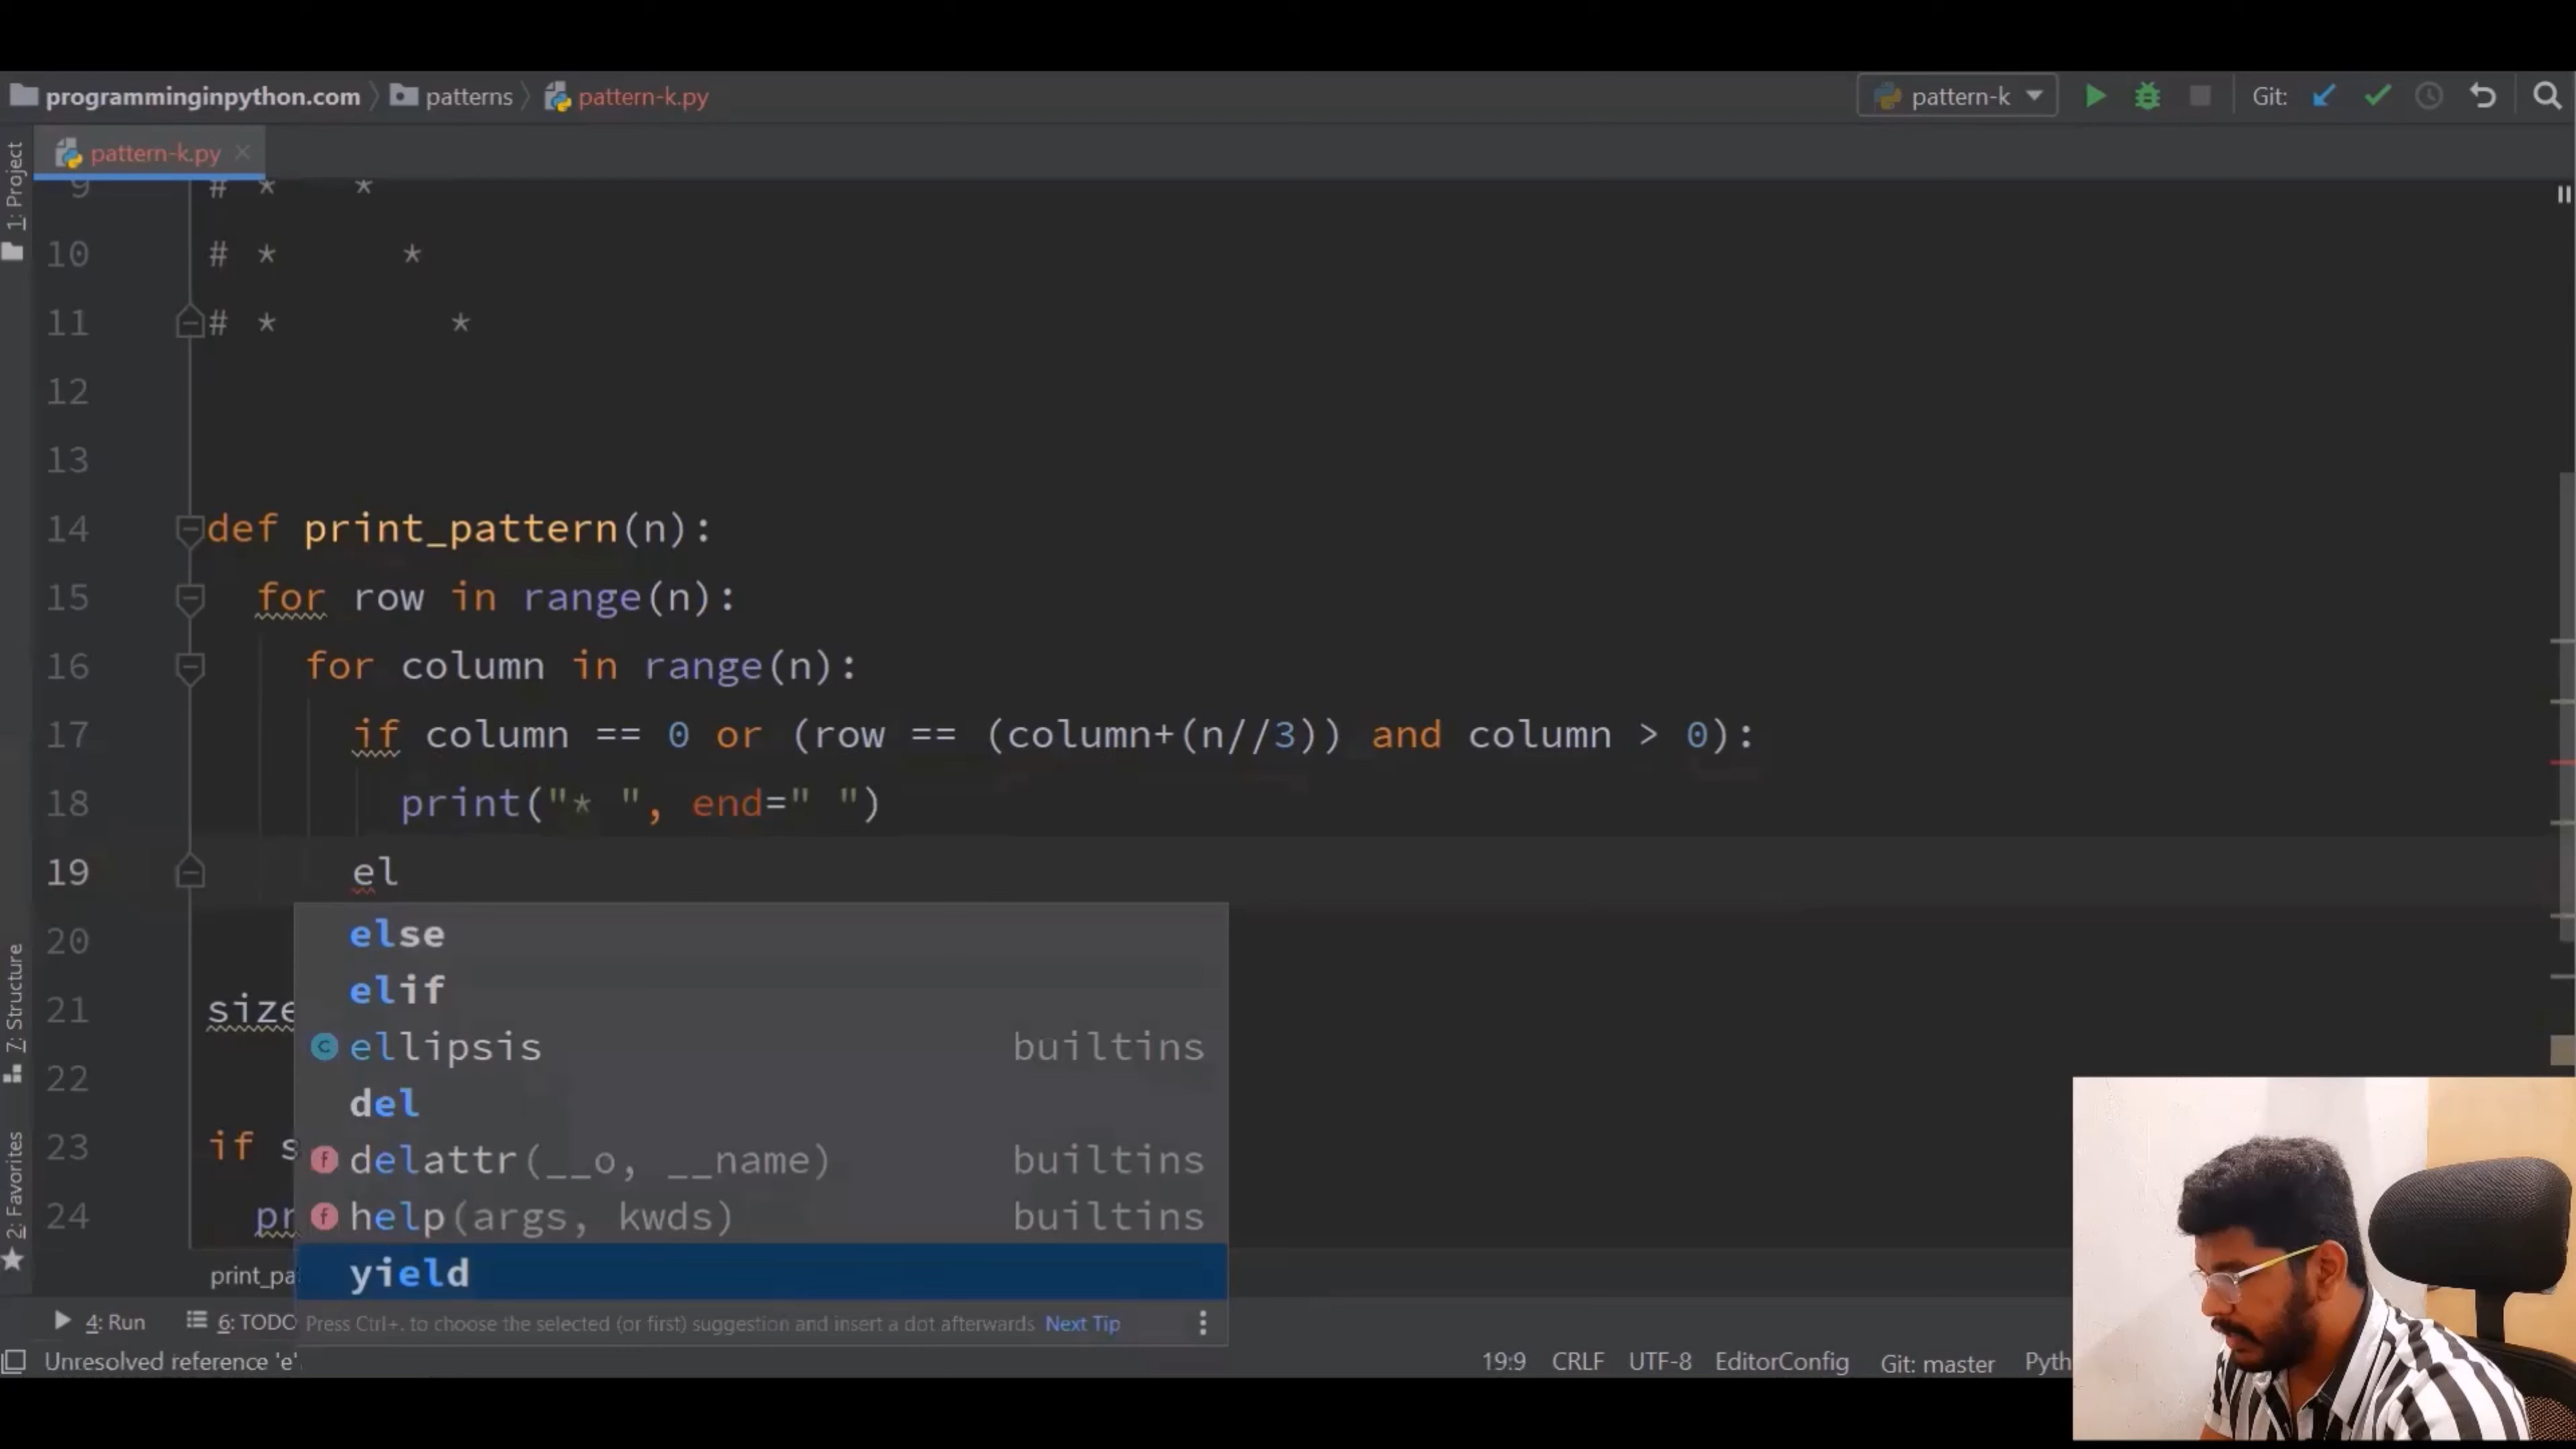 programminginpython.com patterns pattern-k.py pattern-k Git:
pattern-k.py
1: Project
9 # * *
10 # * *
11 # * *
12
13
14 def print_pattern(n):
15 for row in range(n):
16 for column in range(n):
17 if column == 0 or (row == (column+(n//3)) and column > 0):
18 print("* ", end=" ")
19 el
20
21 size
22
23 if s
24 pr
else
elif
ellipsis builtins
del
delattr(__o, __name) builtins
help(args, kwds) builtins
yield
Press Ctrl+. to choose the selected (or first) suggestion and insert a dot afterwards Next Tip
7: Structure
2: Favorites
print_pa
4: Run 6: TODO
Unresolved reference 'e' 19:9 CRLF UTF-8 EditorConfig Git: master Pyth